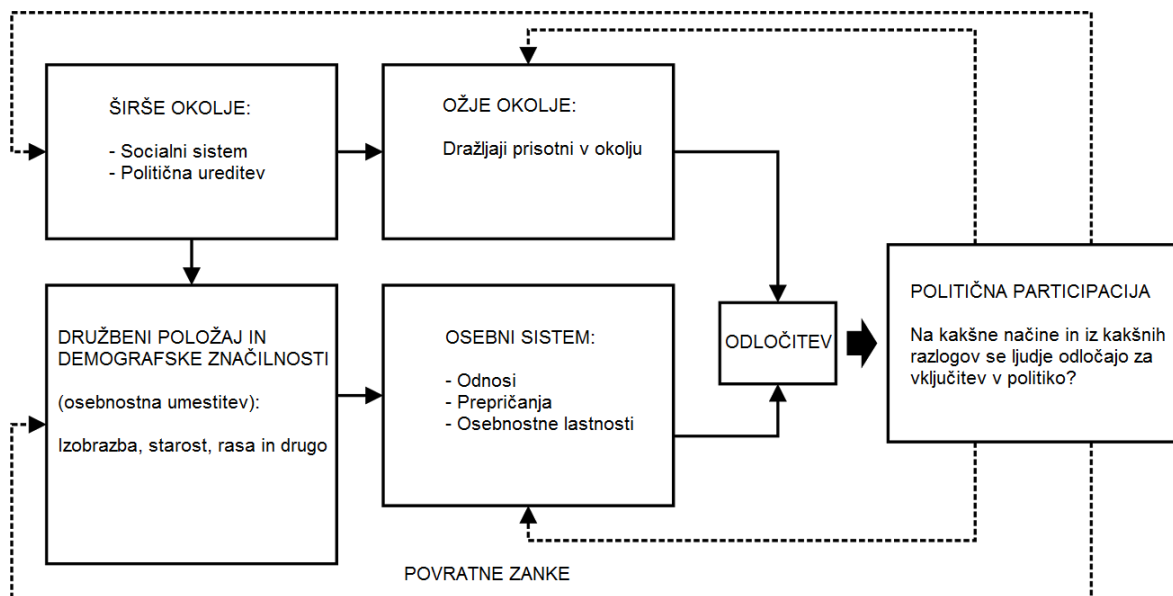 ŠIRŠE OKOLJE:
- Socialni sistem
- Politična ureditev
OŽJE OKOLJE:
Dražljaji prisotni v okolju
DRUŽBENI POLOŽAJ IN
DEMOGRAFSKE ZNAČILNOSTI
(osebnostna umestitev):
Izobrazba, starost, rasa in drugo
OSEBNI SISTEM:
- Odnosi
- Prepričanja
- Osebnostne lastnosti
ODLOČITEV
POLITIČNA PARTICIPACIJA
Na kakšne načine in iz kakšnih
razlogov se ljudje odločajo za
vključitev v politiko?
POVRATNE ZANKE